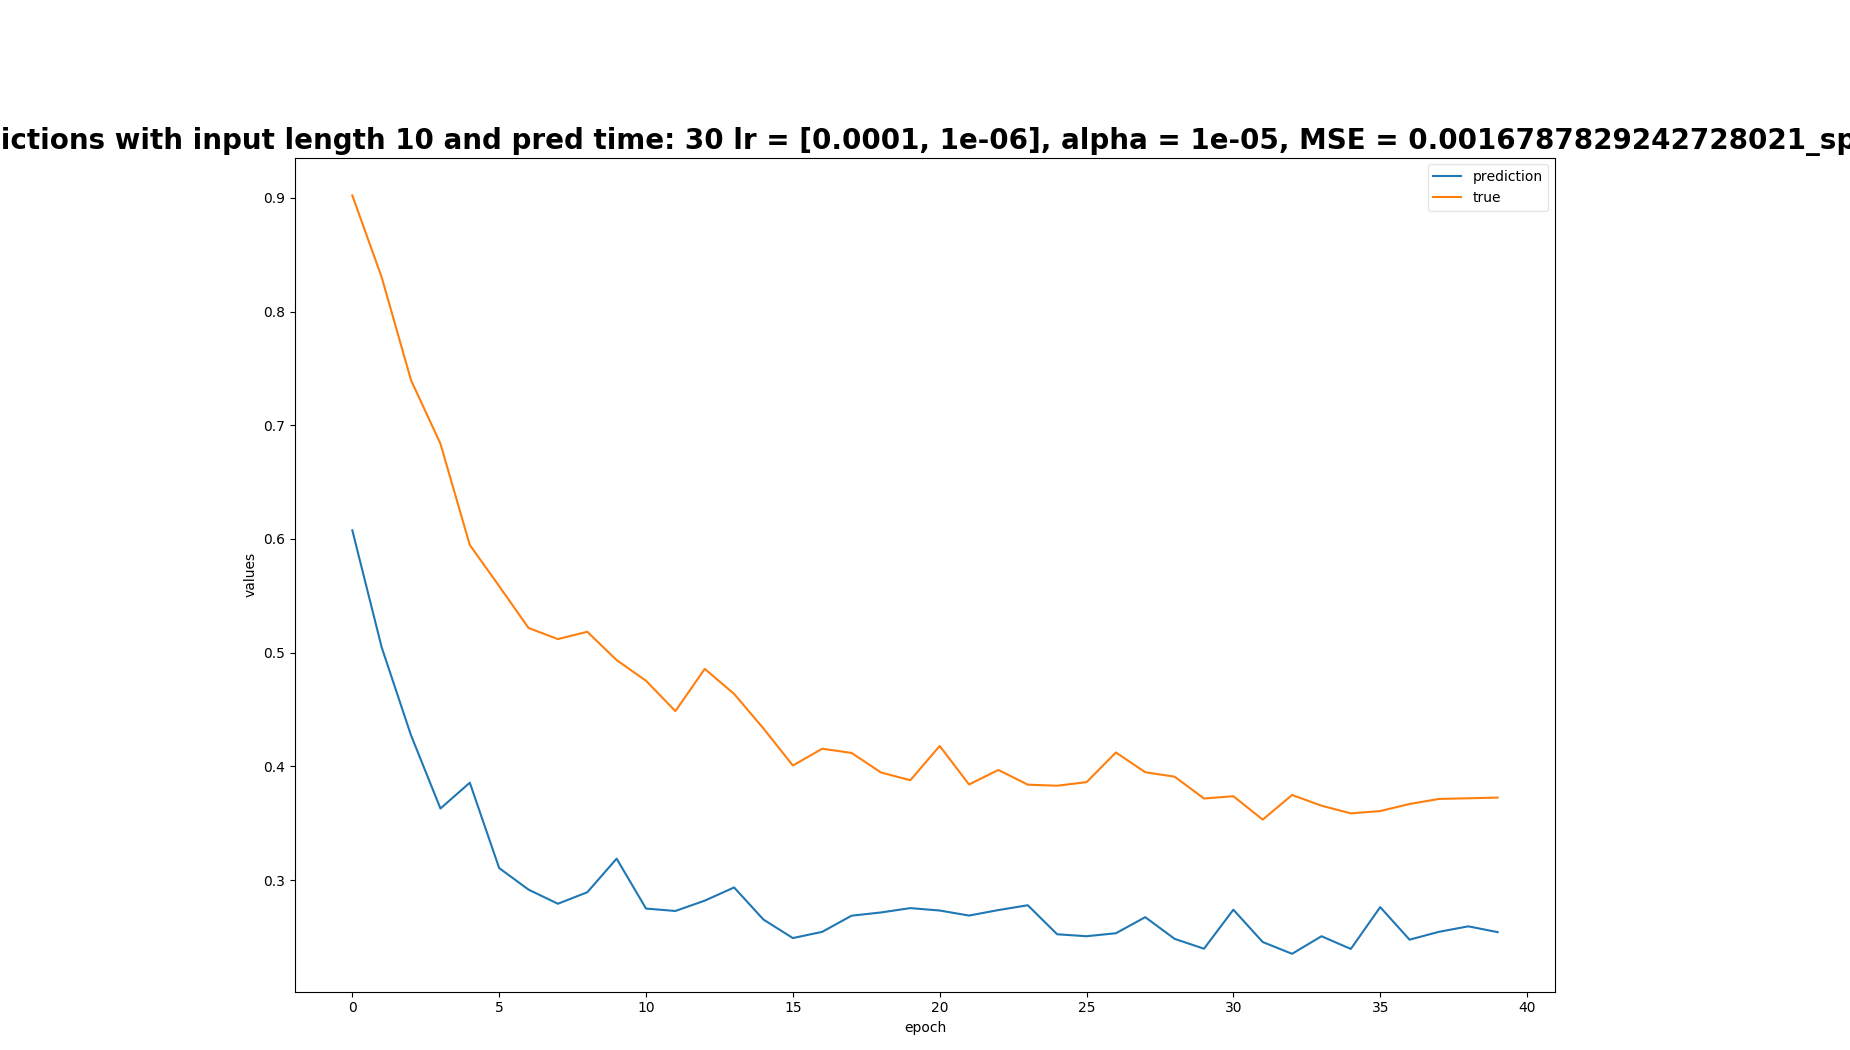 ictions with input length 10 and pred time: 30 lr = [0.0001, 1e-06], alpha = 1e-05, MSE = 0.0016787829242728021_sp
prediction
true
0.9
0.8
0.7
0.6
0.5
0.4
0.3
values
0 5 10 15 20 25 30 35 40
epoch